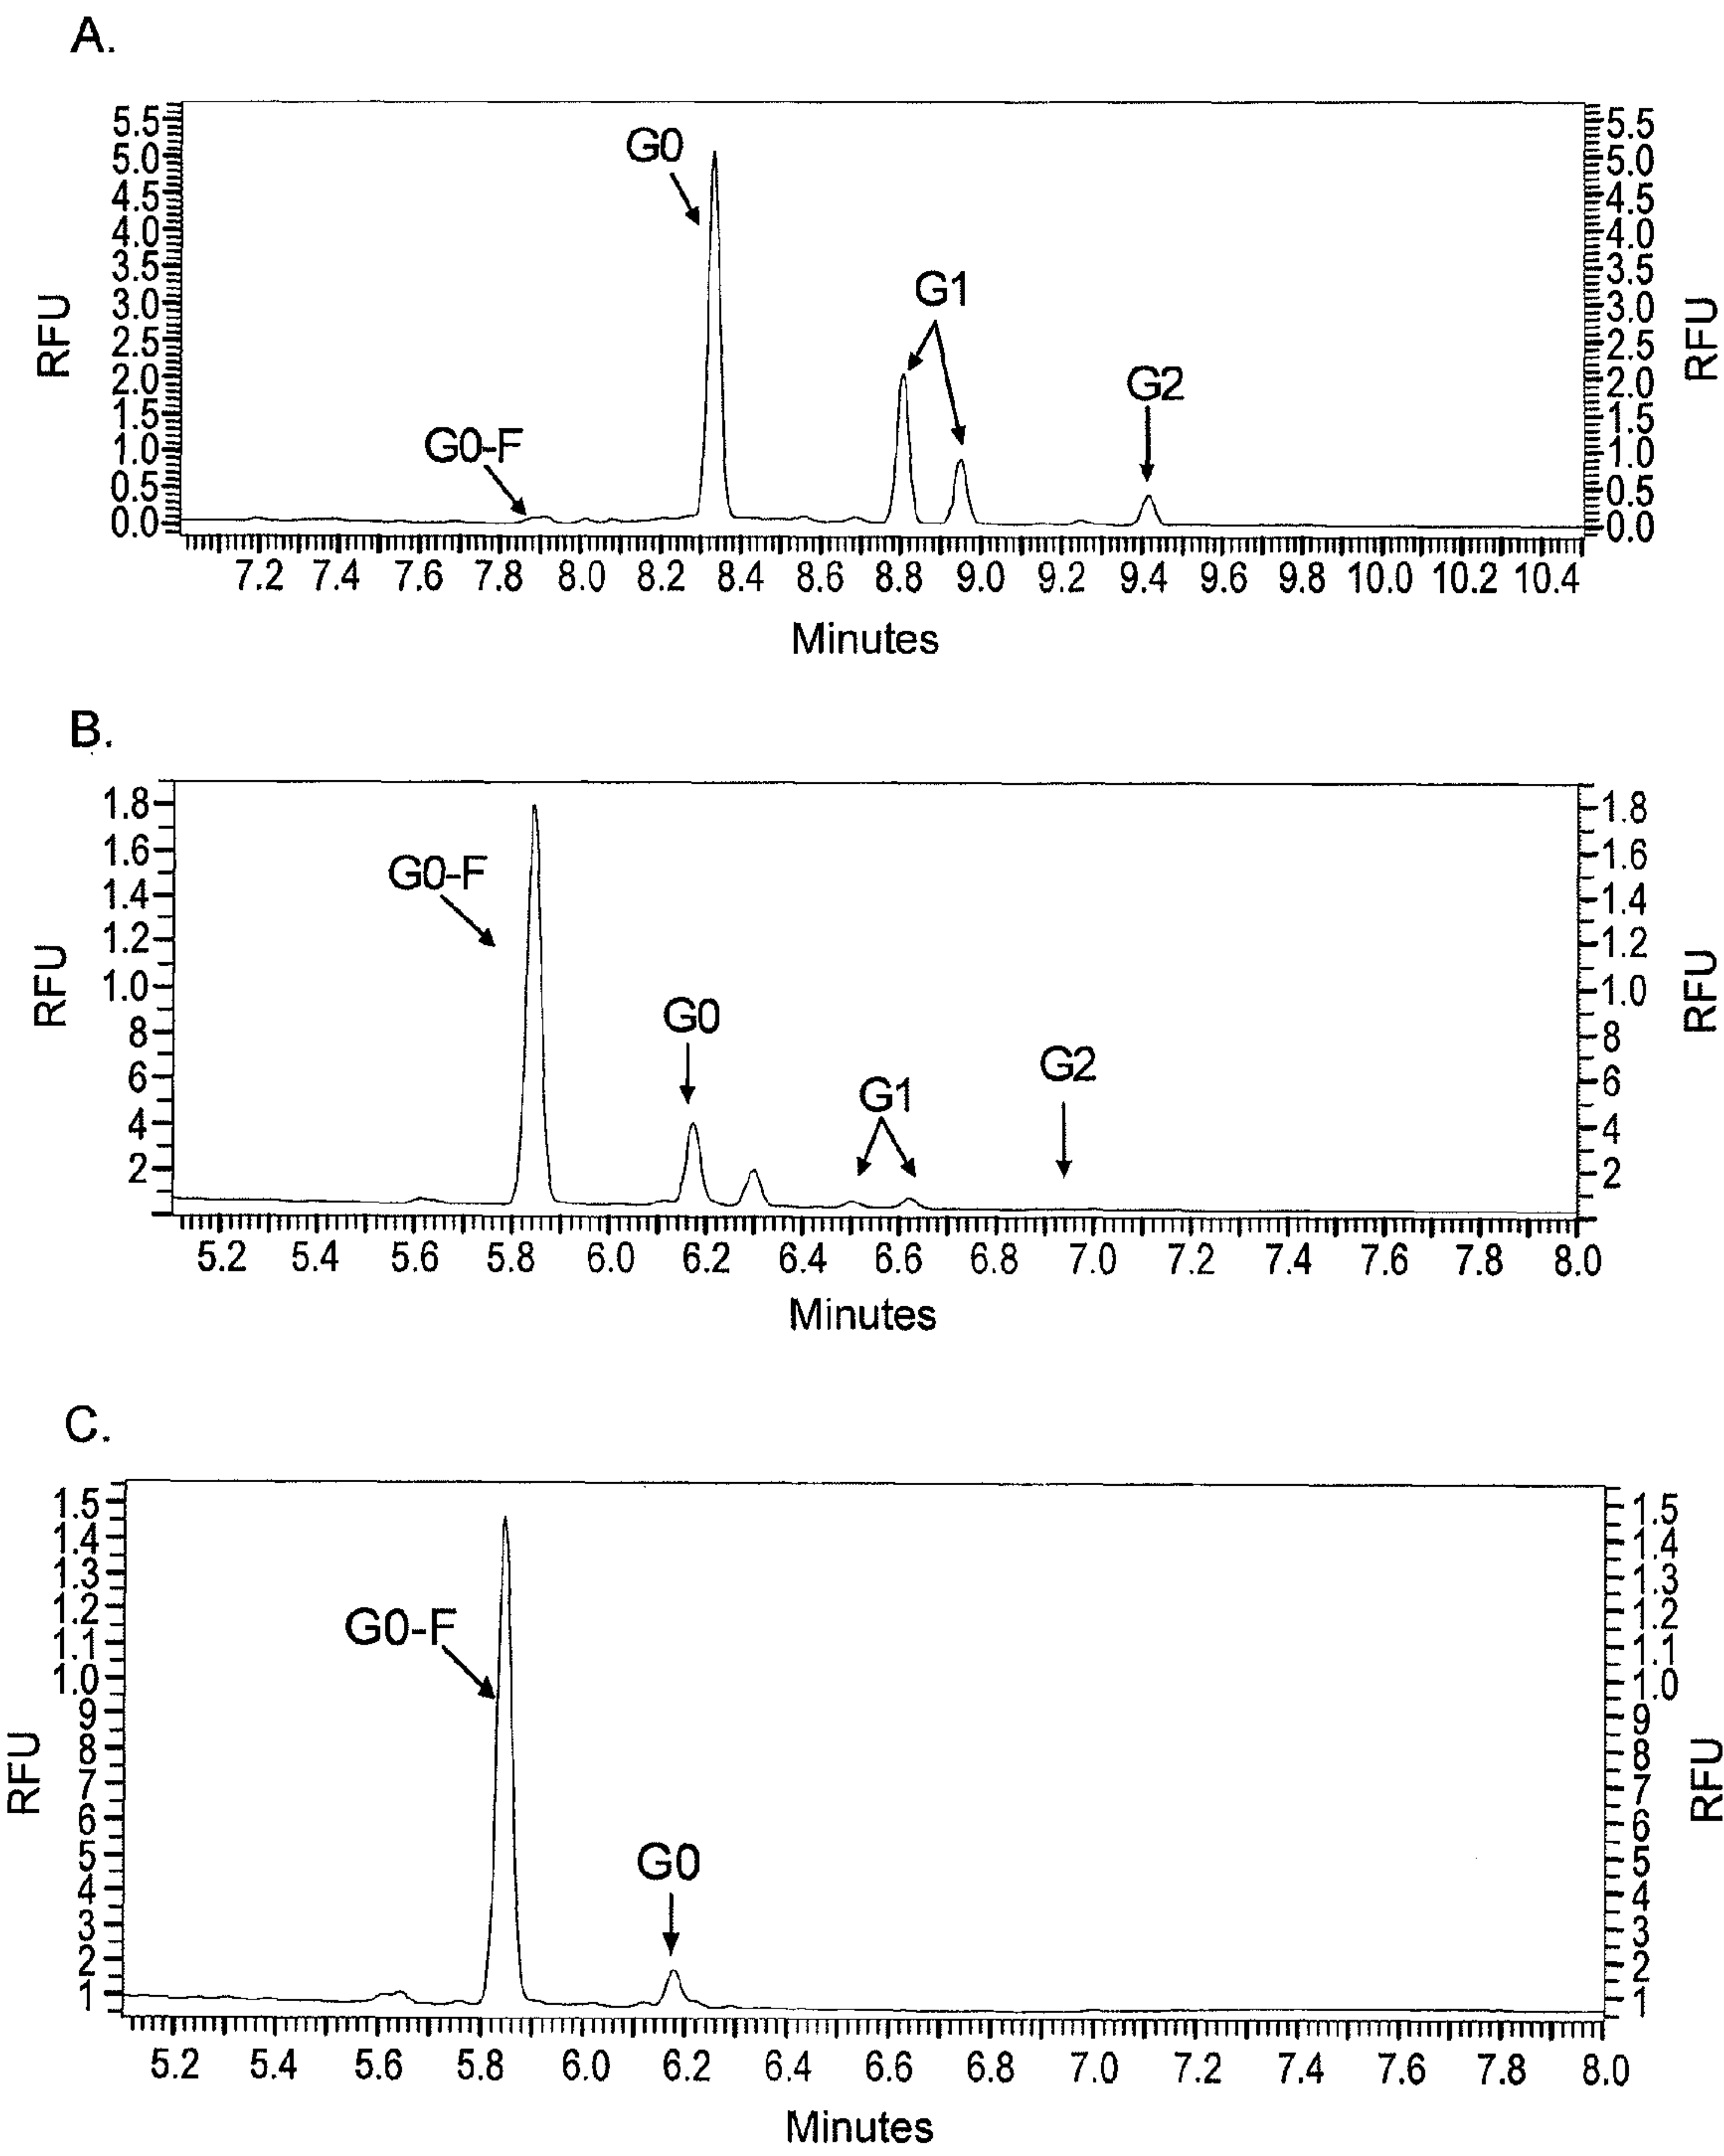 A.
5.5 5.5
5.0 G0 5.0
4.5 4.5
4.0 4.0
3.5 G1 3.5
RFU 3.0 3.0 RFU
2.5 2.5
2.0 G2 2.0
1.5 1.5
1.0 G0-F 1.0
0.5 0.5
0.0 0.0
7.2 7.4 7.6 7.8 8.0 8.2 8.4 8.6 8.8 9.0 9.2 9.4 9.6 9.8 10.0 10.2 10.4
Minutes
B.
1.8 1.8
1.6 G0-F 1.6
1.4 1.4
1.2 1.2
RFU 1.0 G0 1.0 RFU
8 G2 8
6 G1 6
4 4
2 2
5.2 5.4 5.6 5.8 6.0 6.2 6.4 6.6 6.8 7.0 7.2 7.4 7.6 7.8 8.0
Minutes
C.
1.5 1.5
1.4 1.4
1.3 1.3
1.2 G0-F 1.2
1.1 1.1
1.0 1.0
9 9
RFU 8 8 RFU
7 7
6 6
5 G0 5
4 4
3 3
2 2
1 1
5.2 5.4 5.6 5.8 6.0 6.2 6.4 6.6 6.8 7.0 7.2 7.4 7.6 7.8 8.0
Minutes